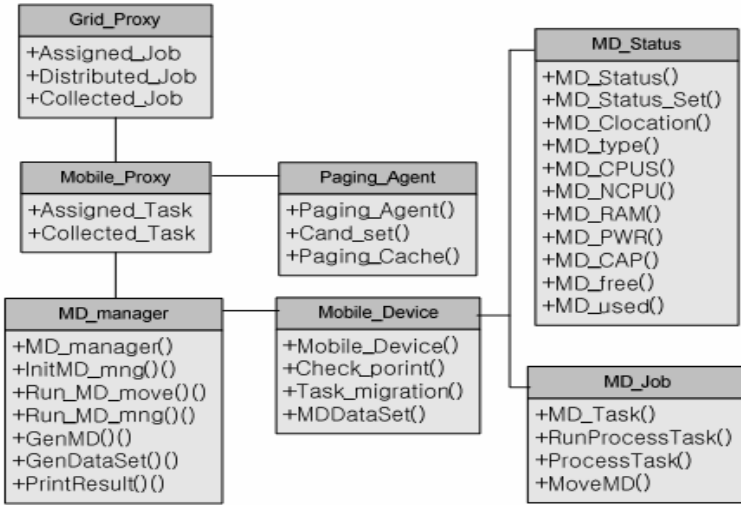 Grid_Proxy
+Assigned_Job
+Distributed_Job
+Collected_Job
Mobile_Proxy
+Assigned_Task
+Collected_Task
Paging_Agent
+Paging_Agent()
+Cand_set()
+Paging_Cache()
MD_manager
+MD_manager()
+InitMD_mng()()
+Run_MD_move()()
+Run_MD_mng()()
+GenMD()()
+GenDataSet()()
+PrintResult()()
Mobile_Device
+Mobile_Device()
+Check_porint()
+Task_migration()
+MDDataSet()
MD_Status
+MD_Status()
+MD_Status_Set()
+MD_Clocation()
+MD_type()
+MD_CPUS()
+MD_NCPU()
+MD_RAM()
+MD_PWR()
+MD_CAP()
+MD_free()
+MD_used()
MD_Job
+MD_Task()
+RunProcessTask()
+ProcessTask()
+MoveMD()